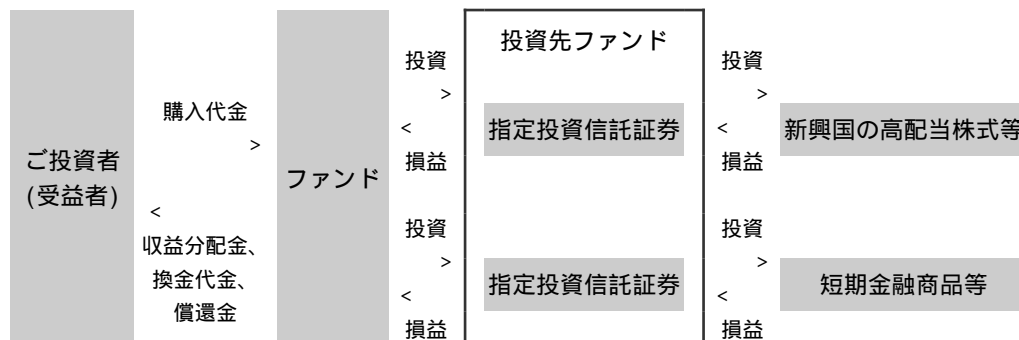 ご投資者
(受益者)
購入代金
>
<
収益分配金、
換金代金、
償還金
ファンド
投資
>
<
損益
投資
>
<
損益
投資先ファンド
指定投資信託証券
指定投資信託証券
投資
>
<
損益
投資
>
<
損益
新興国の高配当株式等
短期金融商品等